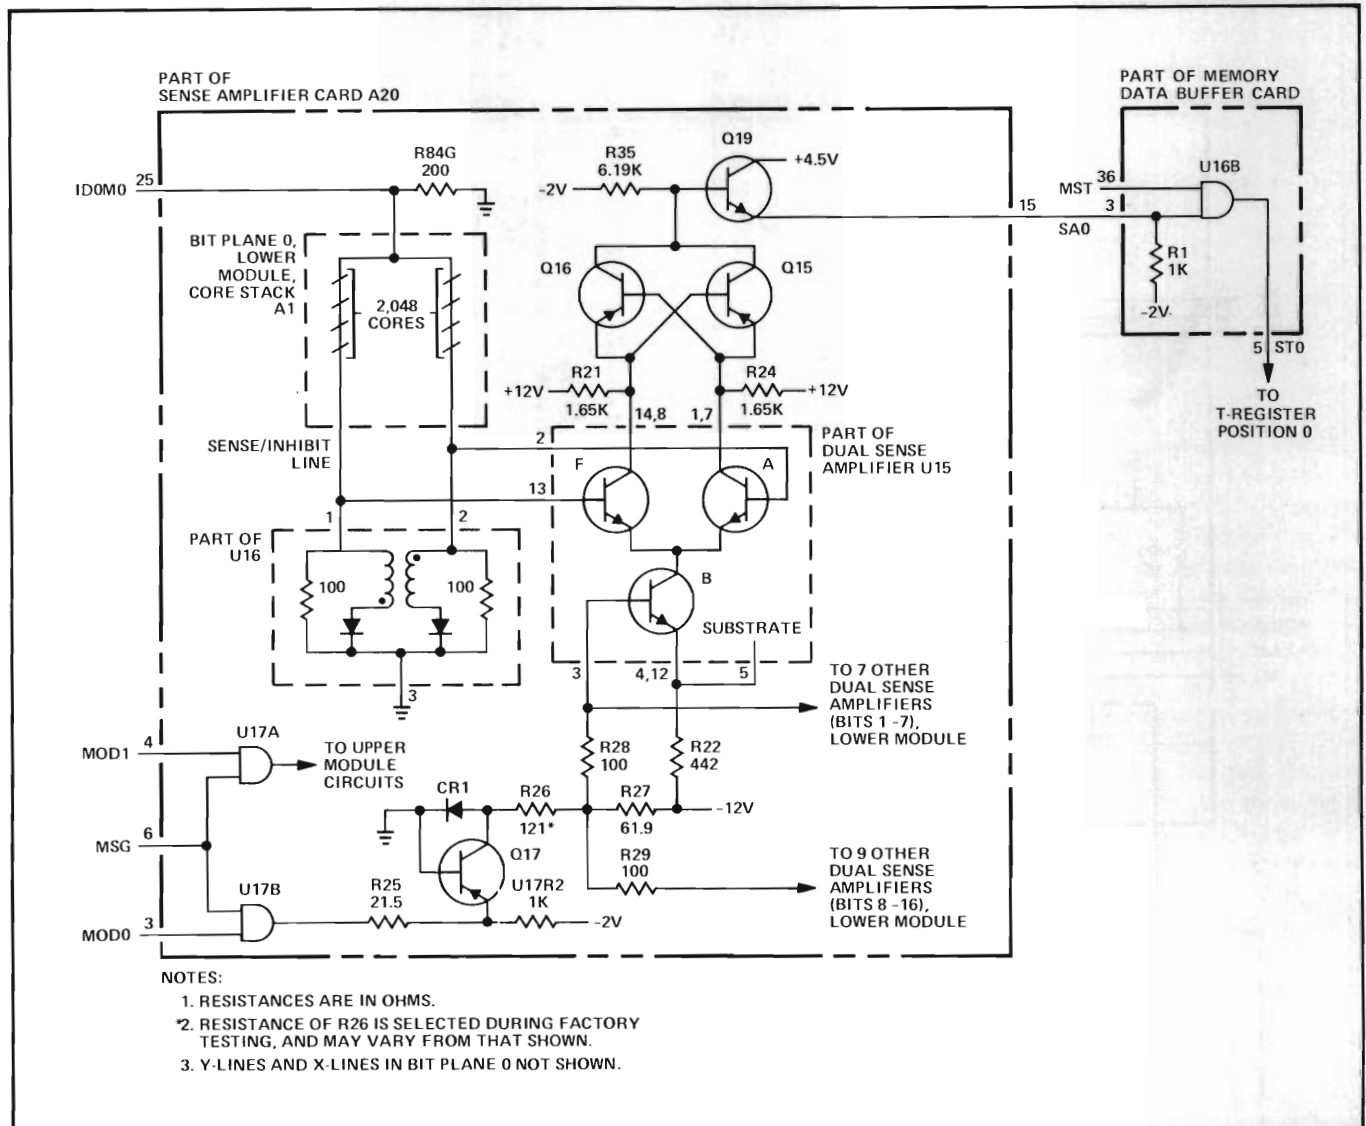 PART OF
SENSE AMPLIFIER CARD A20
PART OF MEMORY
DATA BUFFER CARD
Q19
+4.5V
R84G
200
R35
6.19K
-2V
ID0M0
25
U16B
MST
36
15
3
SA0
R1
1K
-2V
BIT PLANE 0,
LOWER
MODULE,
CORE STACK
A1
2,048
CORES
Q16
Q15
5
ST0
TO
T-REGISTER
POSITION 0
R21
+12V
1.65K
R24
+12V
1.65K
14,8
1,7
PART OF
DUAL SENSE
AMPLIFIER U15
SENSE/INHIBIT
LINE
2
F
A
13
1
2
PART OF
U16
100
100
B
SUBSTRATE
3
3
4,12
5
TO 7 OTHER
DUAL SENSE
AMPLIFIERS
(BITS 1-7),
LOWER MODULE
U17A
MOD1
4
TO UPPER
MODULE
CIRCUITS
R28
100
R22
442
CR1
R26
121*
R27
61.9
-12V
MSG
6
Q17
R29
100
TO 9 OTHER
DUAL SENSE
AMPLIFIERS
(BITS 8-16),
LOWER MODULE
U17B
R25
21.5
U17R2
1K
-2V
MOD0
3
NOTES:
1. RESISTANCES ARE IN OHMS.
*2. RESISTANCE OF R26 IS SELECTED DURING FACTORY
TESTING, AND MAY VARY FROM THAT SHOWN.
3. Y-LINES AND X-LINES IN BIT PLANE 0 NOT SHOWN.